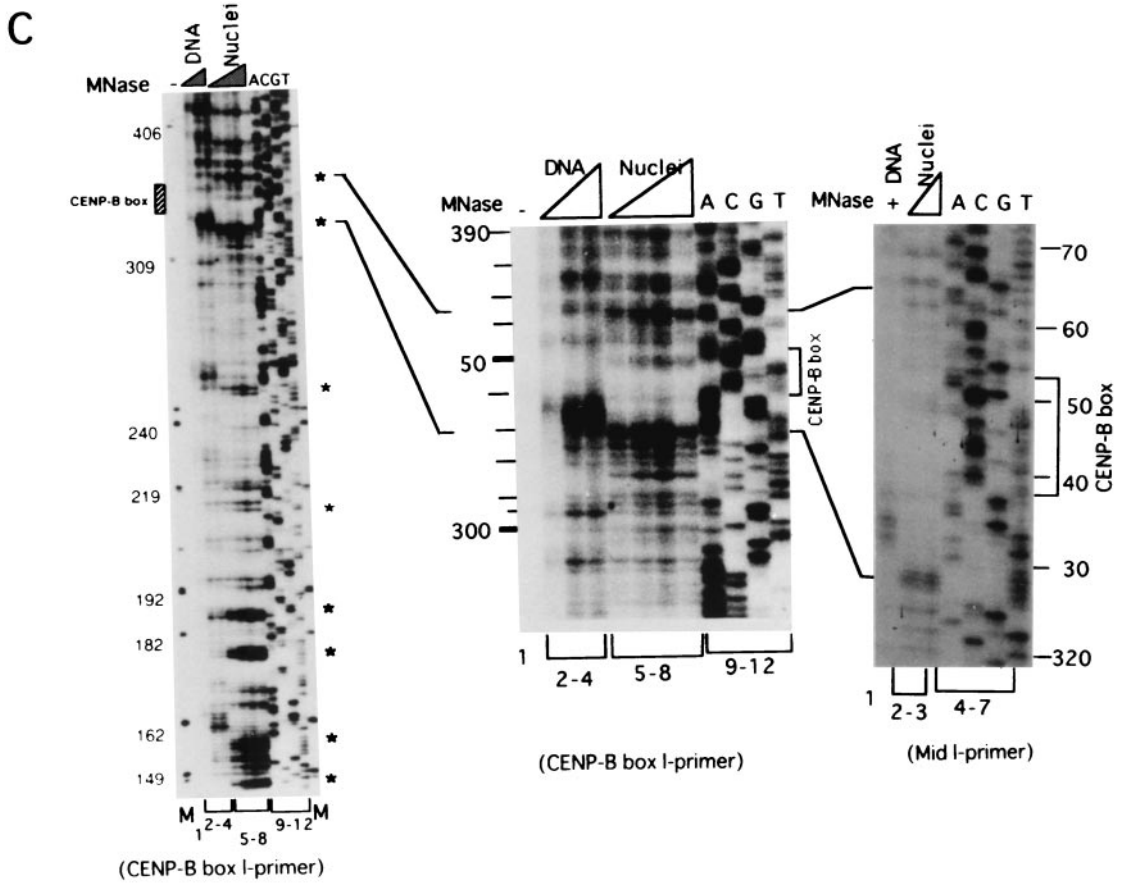 C
DNA
Nuclei
MNase - ACGT
406
CENP-B box
309
240
219
192
182
162
149
M 1 2-4 5-8 9-12 M
(CENP-B box I-primer)
DNA Nuclei
MNase - A C G T
390
50
300
CENP-B box
1 2-4 5-8 9-12
(CENP-B box I-primer)
DNA
Nuclei
MNase + A C G T
70
60
50
40
30
320
CENP-B box
1 2-3 4-7
(Mid I-primer)